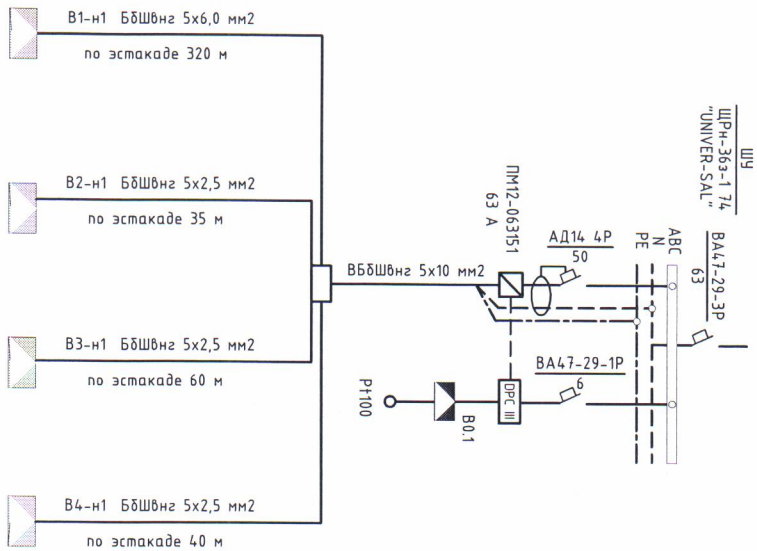 В1-н1 БбШвнг 5х6,0 мм2
по эстакаде 320 м
В2-н1 БбШвнг 5х2,5 мм2
по эстакаде 35 м
ВБбШвнг 5х10 мм2
В3-н1 БбШвнг 5х2,5 мм2
по эстакаде 60 м
В4-н1 БбШвнг 5х2,5 мм2
по эстакаде 40 м
ПМ12-063151
63 А
АД14 4Р
50
ВА47-29-1Р
6
Pt100
В0.1
DPC III
PE
N
ABC
ВА47-29-3Р
63
ШУ
ЩРн-36з-1 74
"UNIVER-SAL"